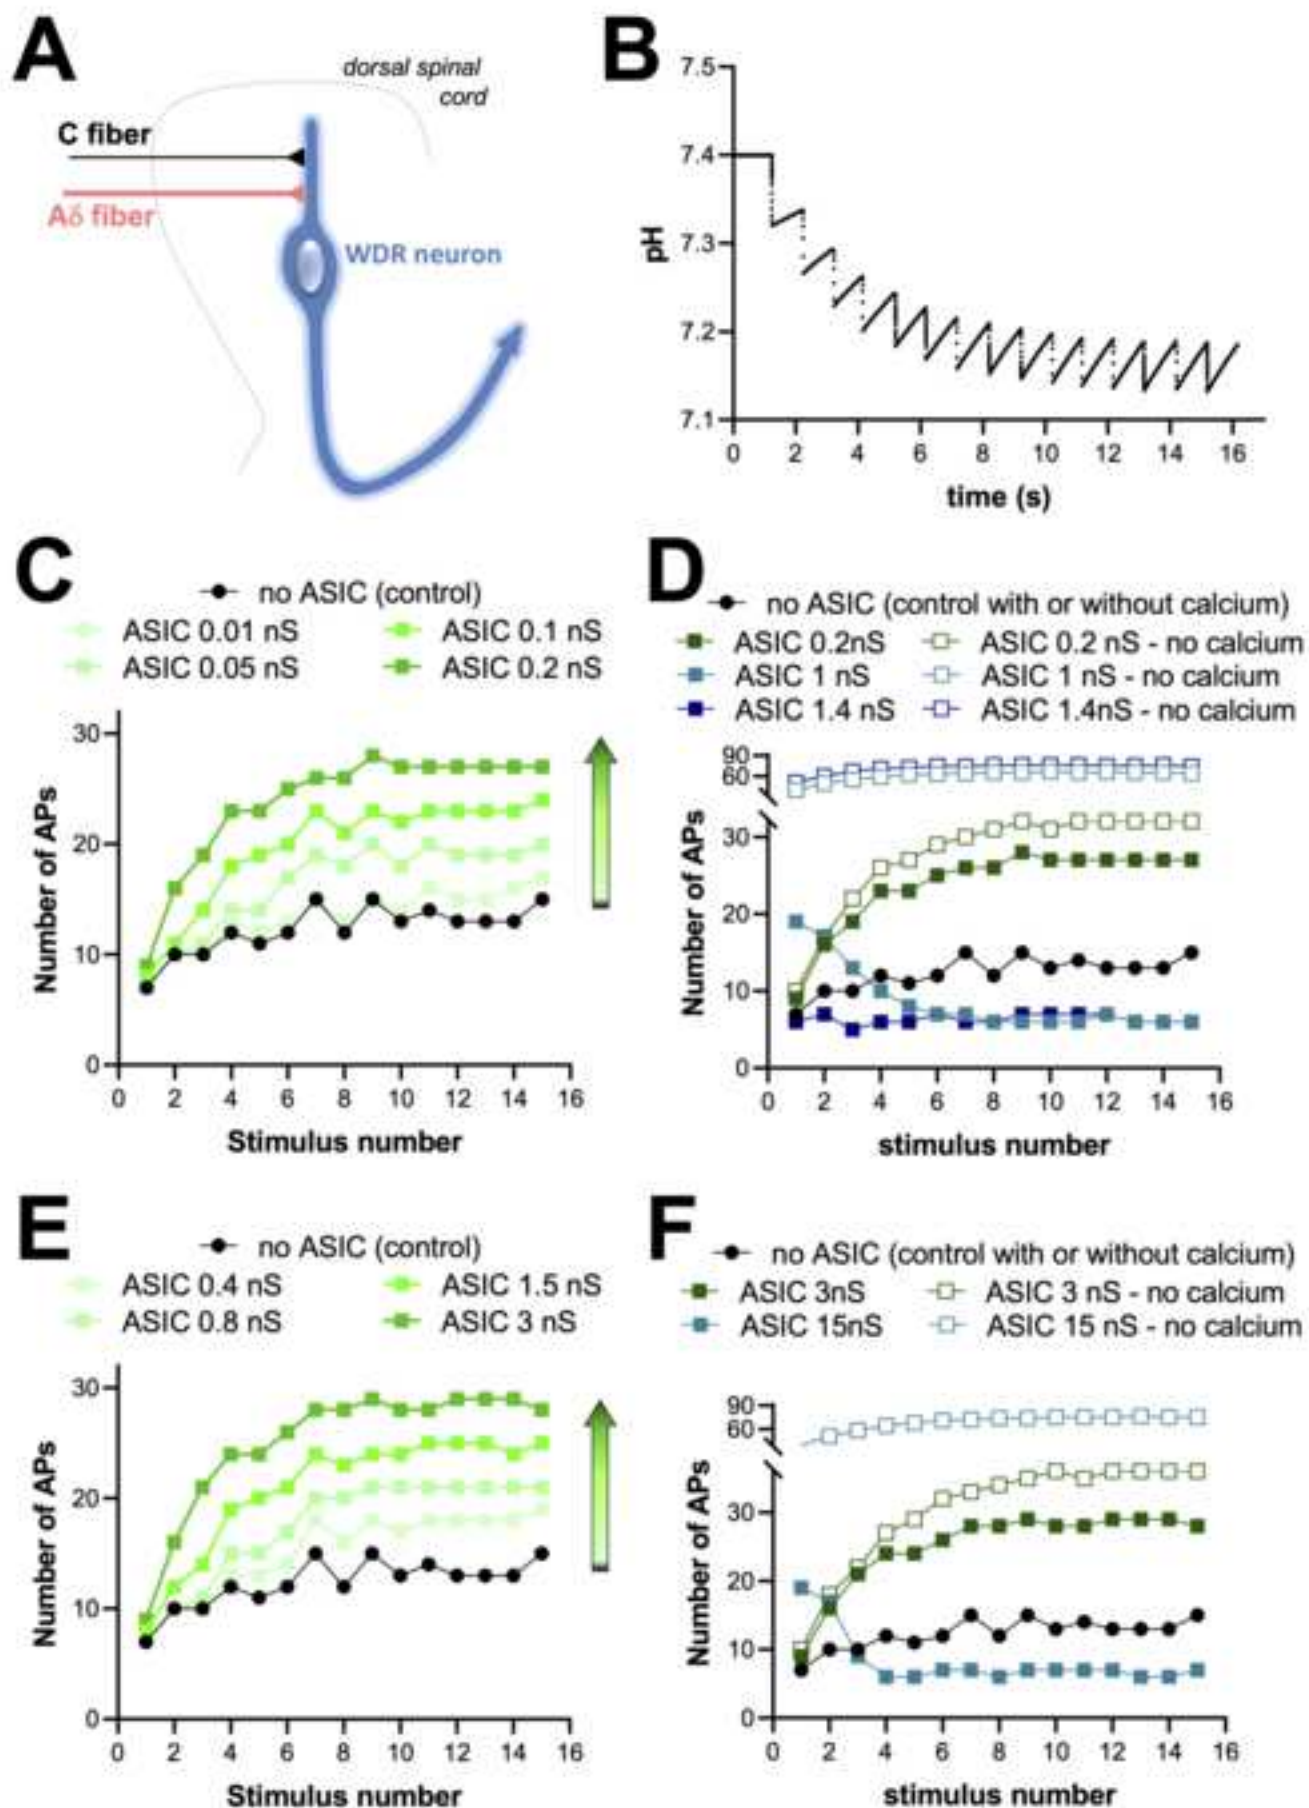 A
dorsal spinal
cord
C fiber
Aδ fiber
WDR neuron
B
7.5
7.4
7.3
7.2
7.1
pH
0 2 4 6 8 10 12 14 16
time (s)
C
no ASIC (control)
ASIC 0.01 nS ASIC 0.1 nS
ASIC 0.05 nS ASIC 0.2 nS
30
20
10
0
Number of APs
0 2 4 6 8 10 12 14 16
Stimulus number
D
no ASIC (control with or without calcium)
ASIC 0.2nS ASIC 0.2 nS - no calcium
ASIC 1 nS ASIC 1 nS - no calcium
ASIC 1.4 nS ASIC 1.4nS - no calcium
90
60
30
20
10
0
Number of APs
0 2 4 6 8 10 12 14 16
stimulus number
E
no ASIC (control)
ASIC 0.4 nS ASIC 1.5 nS
ASIC 0.8 nS ASIC 3 nS
30
20
10
0
Number of APs
0 2 4 6 8 10 12 14 16
Stimulus number
F
no ASIC (control with or without calcium)
ASIC 3nS ASIC 3 nS - no calcium
ASIC 15nS ASIC 15 nS - no calcium
90
60
30
20
10
0
Number of APs
0 2 4 6 8 10 12 14 16
stimulus number